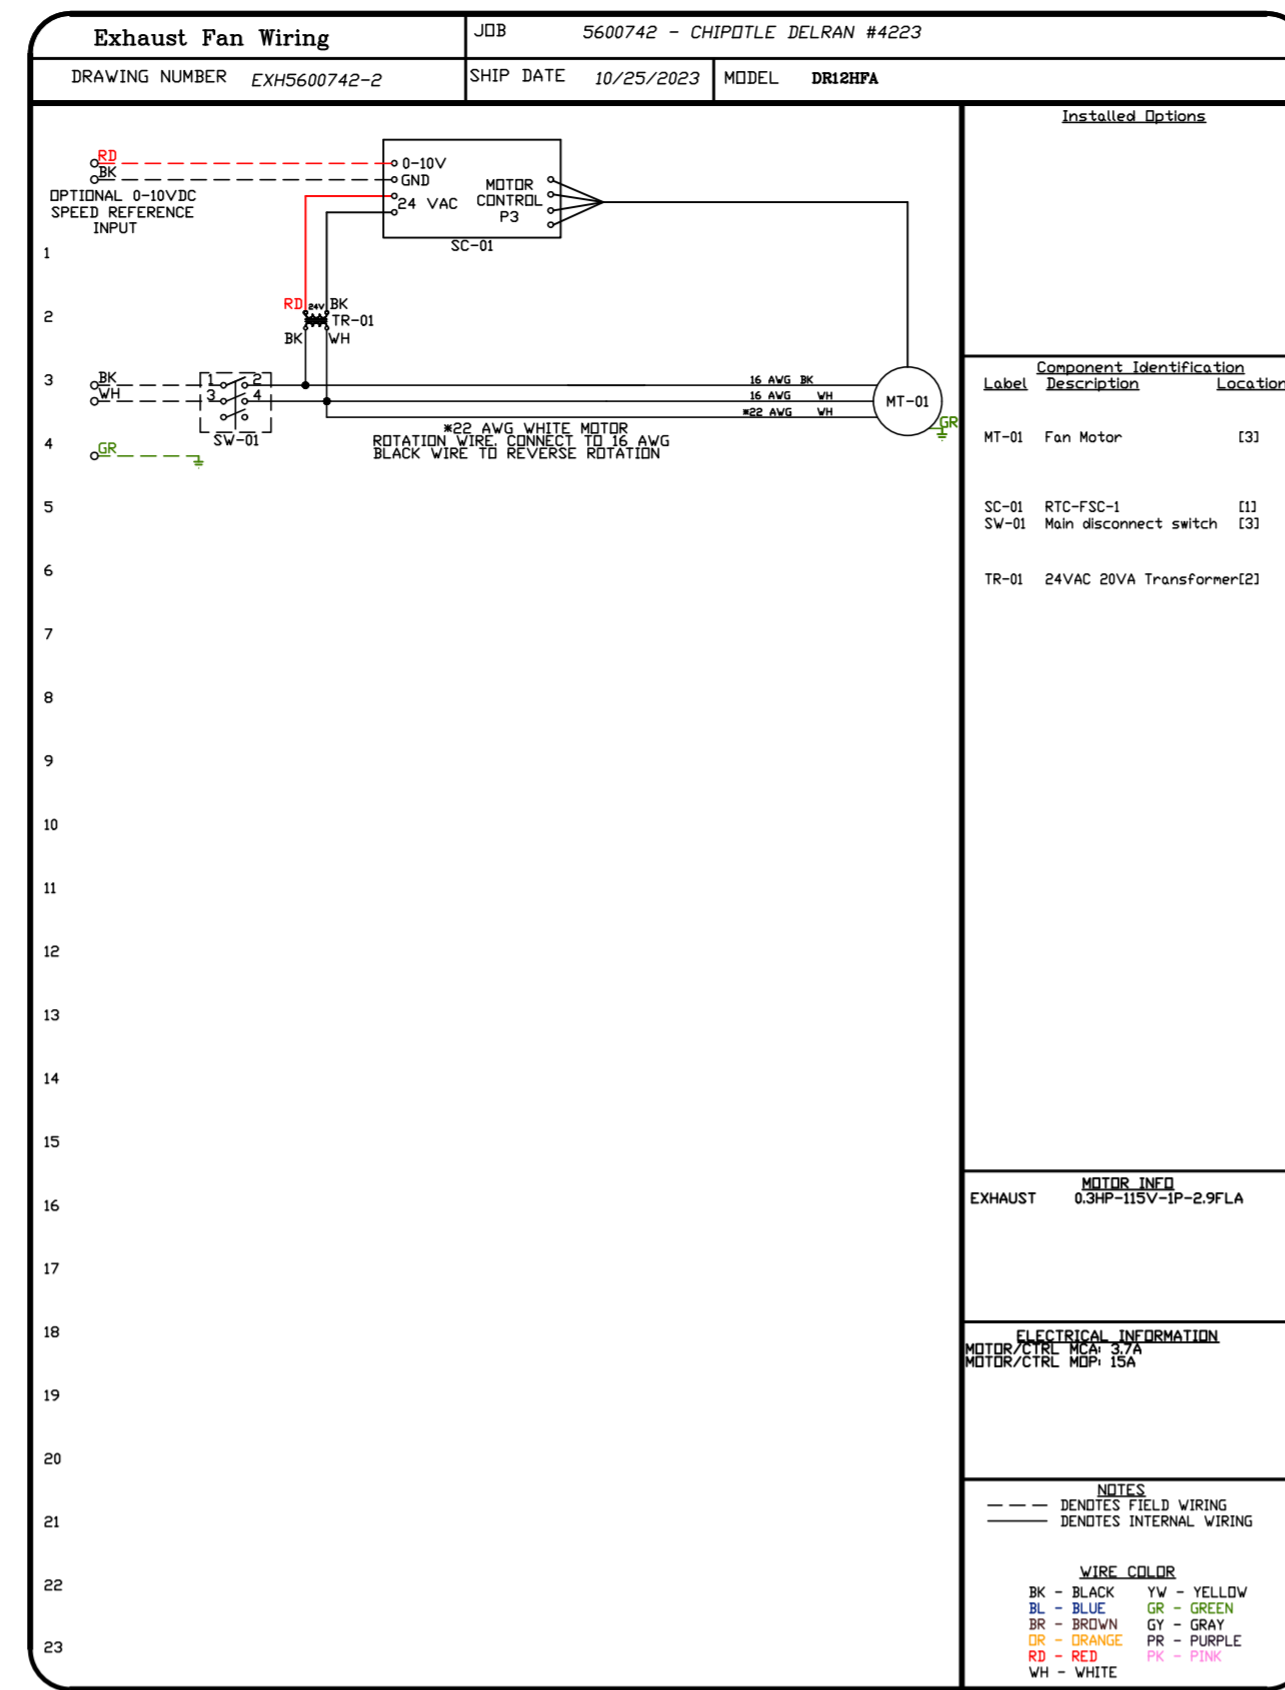 Exhaust Fan Wiring
JOB 5600742 - CHIPOTLE DELRAN #4223
DRAWING NUMBER EXH5600742-2
SHIP DATE 10/25/2023
MODEL DR12HFA
RD
BK
OPTIONAL 0-10VDC
SPEED REFERENCE
INPUT
0-10V
GND
24 VAC
MOTOR
CONTROL
P3
SC-01
RD 24V BK
TR-01
BK WH
BK
WH
1 2
3 4
SW-01
GR
16 AWG BK
16 AWG WH
*22 AWG WH
MT-01
GR
*22 AWG WHITE MOTOR
ROTATION WIRE. CONNECT TO 16 AWG
BLACK WIRE TO REVERSE ROTATION
1
2
3
4
5
6
7
8
9
10
11
12
13
14
15
16
17
18
19
20
21
22
23
Installed Options
Component Identification
Label Description Location
MT-01 Fan Motor [3]
SC-01 RTC-FSC-1 [1]
SW-01 Main disconnect switch [3]
TR-01 24VAC 20VA Transformer[2]
MOTOR INFO
EXHAUST 0.3HP-115V-1P-2.9FLA
ELECTRICAL INFORMATION
MOTOR/CTRL MCA: 3.7A
MOTOR/CTRL MOP: 15A
NOTES
DENOTES FIELD WIRING
DENOTES INTERNAL WIRING
WIRE COLOR
BK - BLACK YW - YELLOW
BL - BLUE GR - GREEN
BR - BROWN GY - GRAY
OR - ORANGE PR - PURPLE
RD - RED PK - PINK
WH - WHITE